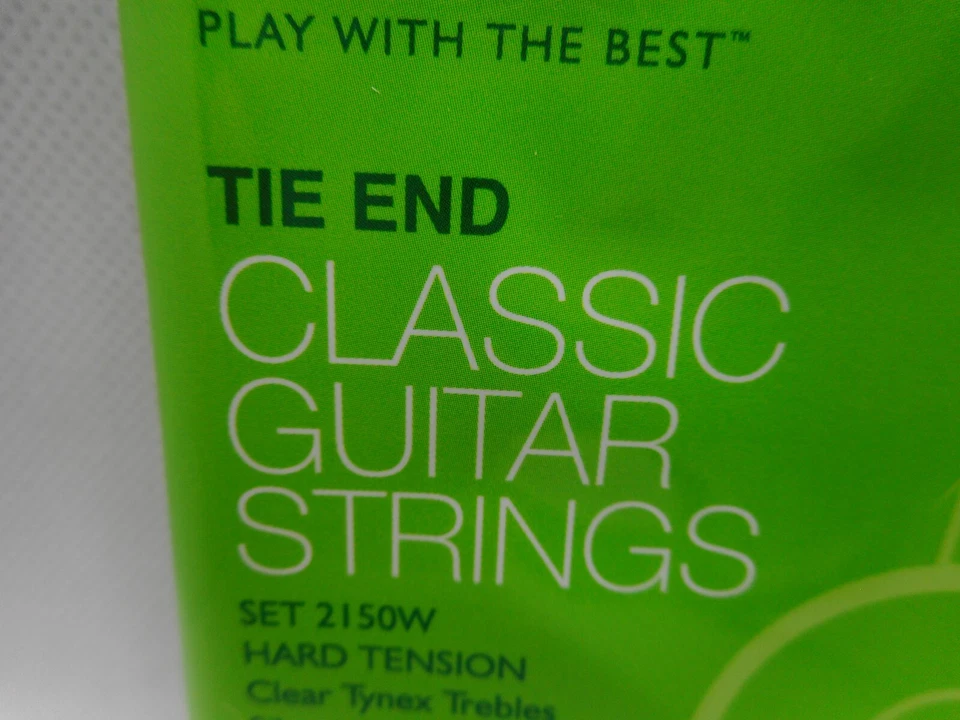 PLAY WITH THE BEST™
TIE END
CLASSIC
GUITAR
STRINGS
SET 2150W
HARD TENSION
Clear Tynex Trebles